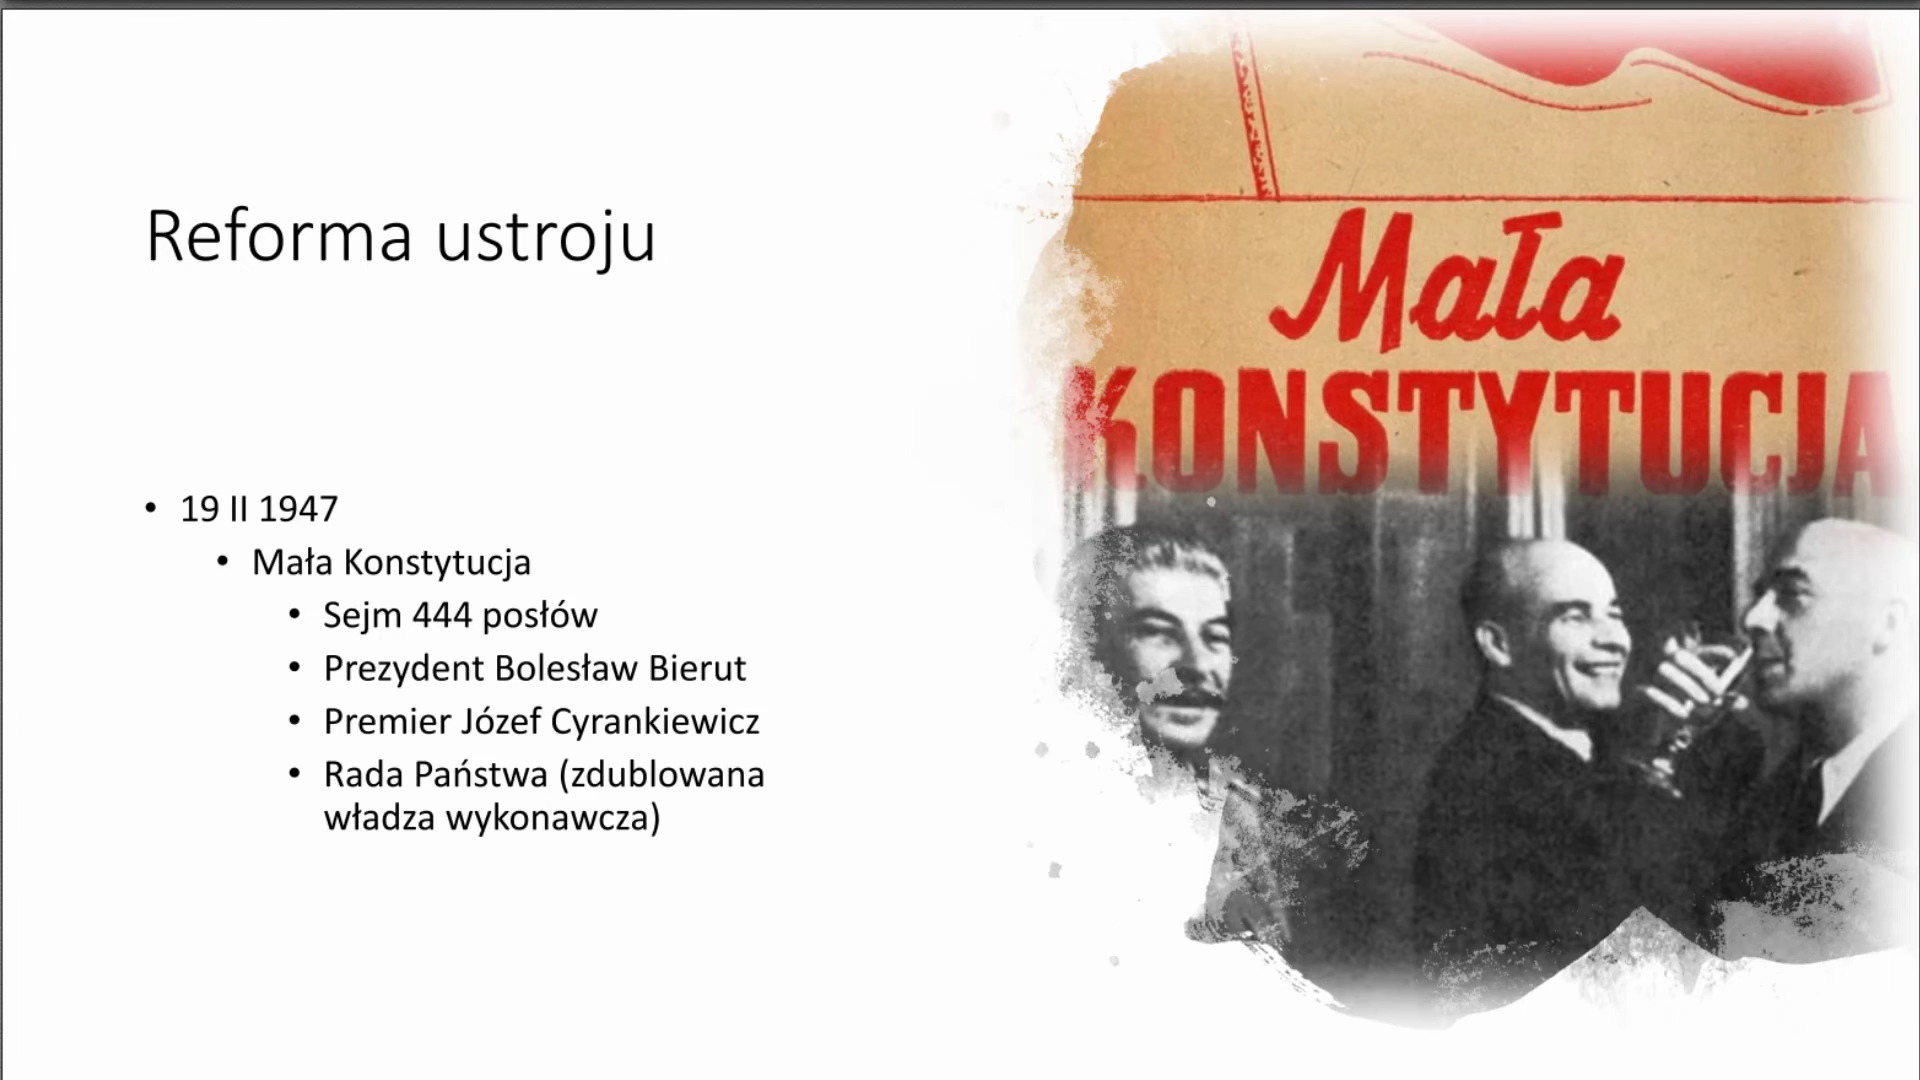 Reforma ustroju
• 19 II 1947
• Mała Konstytucja
• Sejm 444 posłów
• Prezydent Bolesław Bierut
• Premier Józef Cyrankiewicz
• Rada Państwa (zdublowana
władza wykonawcza)
Mała
KONSTYTUCJA